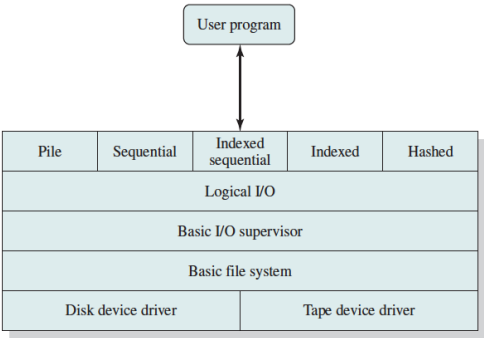 User program
Pile
Sequential
Indexed
sequential
Indexed
Hashed
Logical I/O
Basic I/O supervisor
Basic file system
Disk device driver
Tape device driver